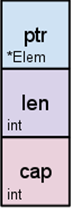 ptr
*Elem
len
int
cap
int